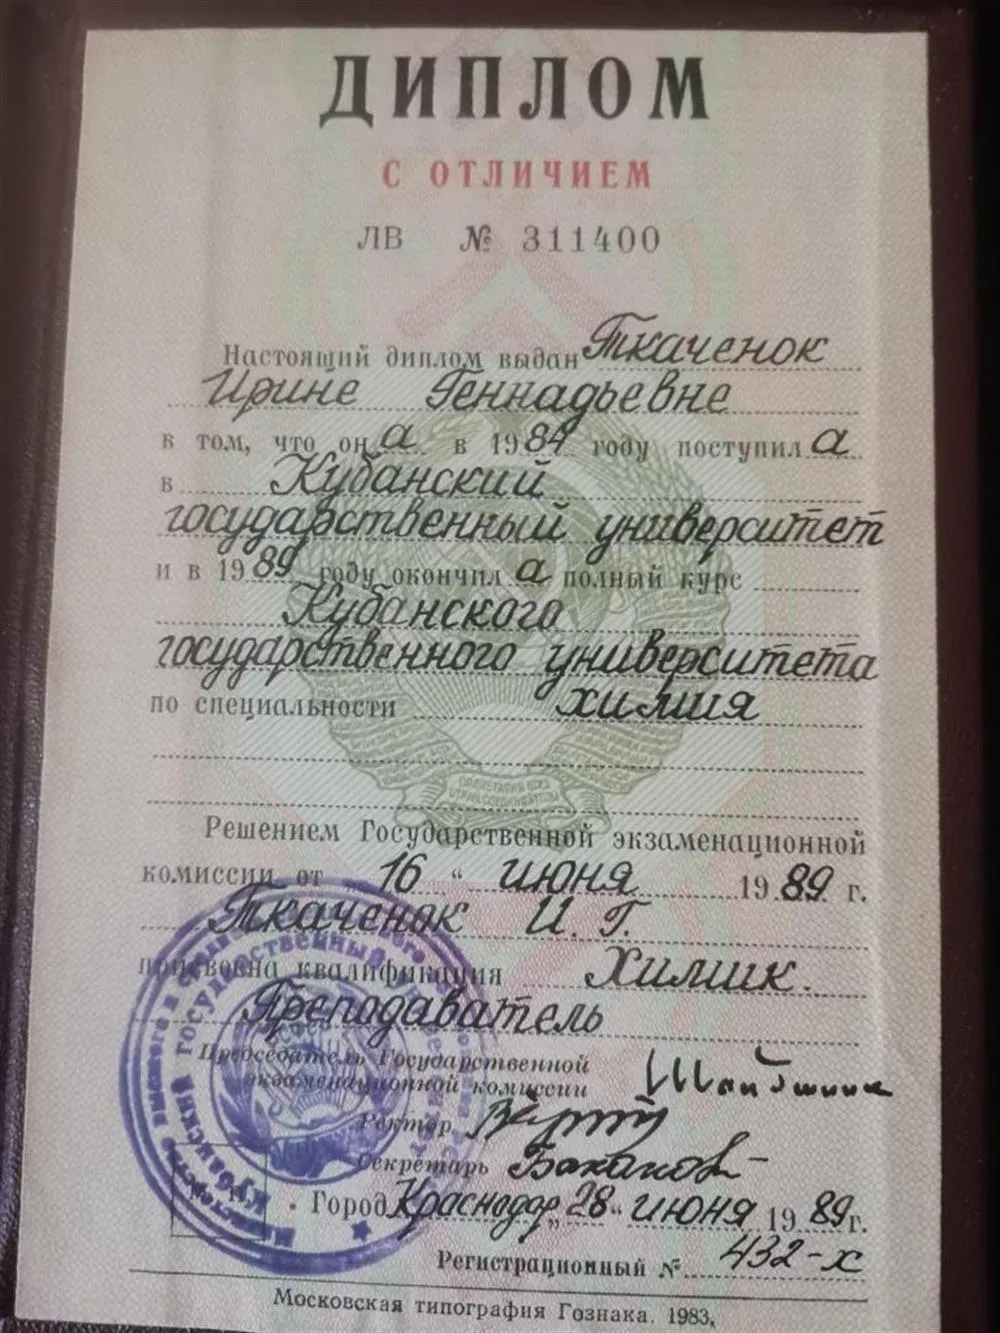 ДИПЛОМ
С ОТЛИЧИЕМ
ЛВ № 311400
Настоящий диплом выдан Ткаченок
Ирине Геннадьевне
в том, что она в 1984 году поступила
в Кубанский
государственный университет
и в 1989 году окончила полный курс
Кубанского
государственного университета
по специальности химия
Решением Государственной экзаменационной
комиссии от 16 " июня 1989 г.
Ткаченок И. Г.
присвоена квалификация Химик.
Преподаватель
Председатель Государственной
экзаменационной комиссии
Ректор
Секретарь
Город Краснодар, 28 " июня 1989 г.
Регистрационный № 432-х
Московская типография Гознака. 1983.